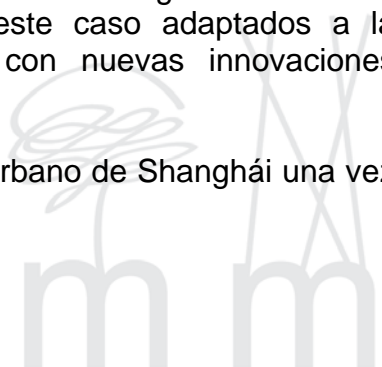 este caso adaptados a la
con nuevas innovaciones
rbano de Shanghái una vez
m m